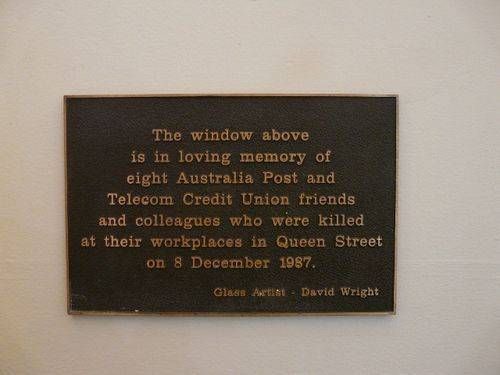 The window above
is in loving memory of
eight Australia Post and
Telecom Credit Union friends
and colleagues who were killed
at their workplaces in Queen Street
on 8 December 1987.
Glass Artist - David Wright